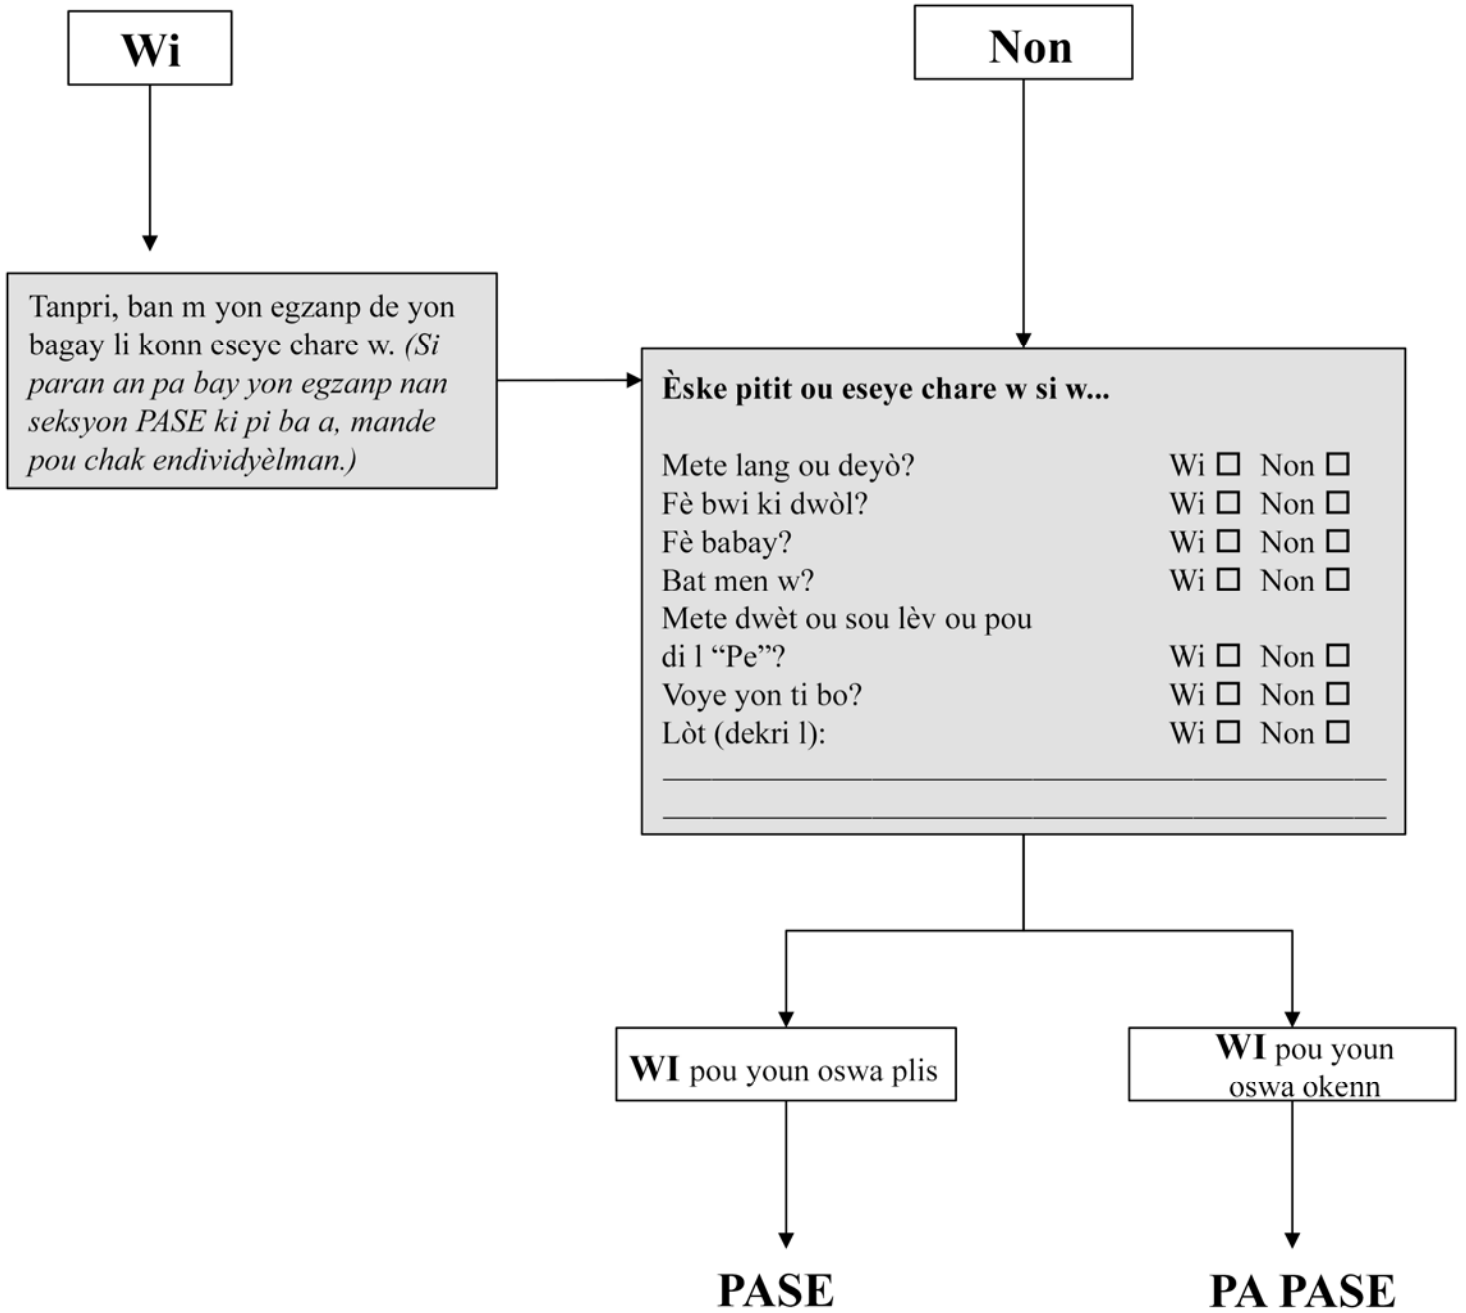 Wi
Non
Tanpri, ban m yon egzanp de yon
bagay li konn eseye chare w. (Si
paran an pa bay yon egzanp nan
seksyon PASE ki pi ba a, mande
pou chak endividyèlman.)
Èske pitit ou eseye chare w si w...
Mete lang ou deyò? Wi ☐ Non ☐
Fè bwi ki dwòl? Wi ☐ Non ☐
Fè babay? Wi ☐ Non ☐
Bat men w? Wi ☐ Non ☐
Mete dwèt ou sou lèv ou pou
di l “Pe”? Wi ☐ Non ☐
Voye yon ti bo? Wi ☐ Non ☐
Lòt (dekri l): Wi ☐ Non ☐
WI pou youn oswa plis
WI pou youn
oswa okenn
PASE
PA PASE